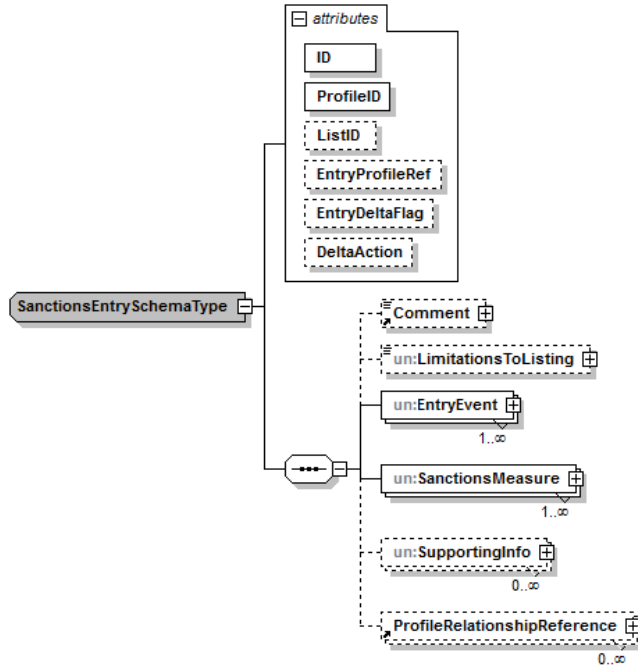 attributes
ID
ProfileID
ListID
EntryProfileRef
EntryDeltaFlag
DeltaAction
SanctionsEntrySchemaType
Comment
un:LimitationsToListing
un:EntryEvent
1..∞
un:SanctionsMeasure
1..∞
un:SupportingInfo
0..∞
ProfileRelationshipReference
0..∞